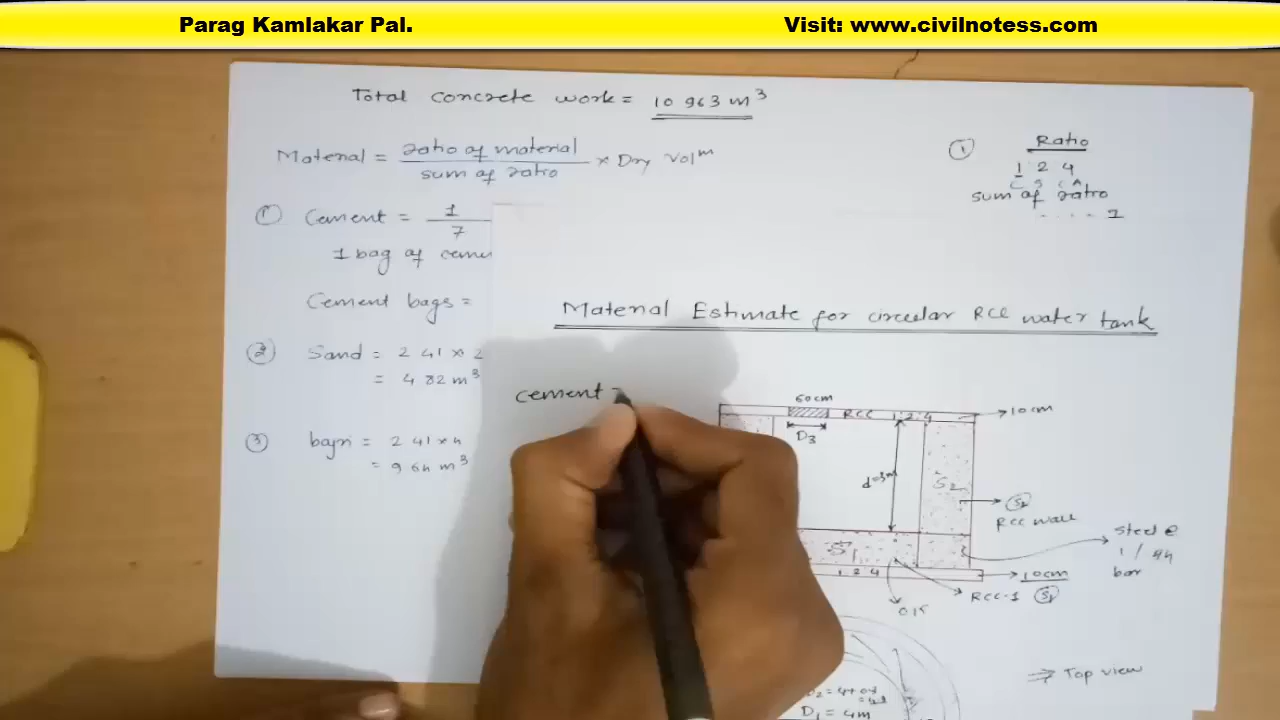 Parag Kamlakar Pal.
Visit: www.civilnotess.com
Total concrete work = 10 963 m³
Material = ratio of material / sum of ratio × Dry volᵐ
① Ratio
1 2 4
C S C A
sum of ratio
① Cement = 1/7
1 bag of
Cement bags =
② Sand = 2 41 × 2
= 4 82 m³
③ bajri = 2 41 × 4
= 9 64 m³
Material Estimate for circular RCC water tank
cement
60cm
RCC 1 2 4
10cm
D3
d=3m
S2
S2
RCC wall
Steel @
1 /
bar
S1
1 2 4
10cm
RCC-1 S1
0.15
⇒ Top view
D1 = 4m